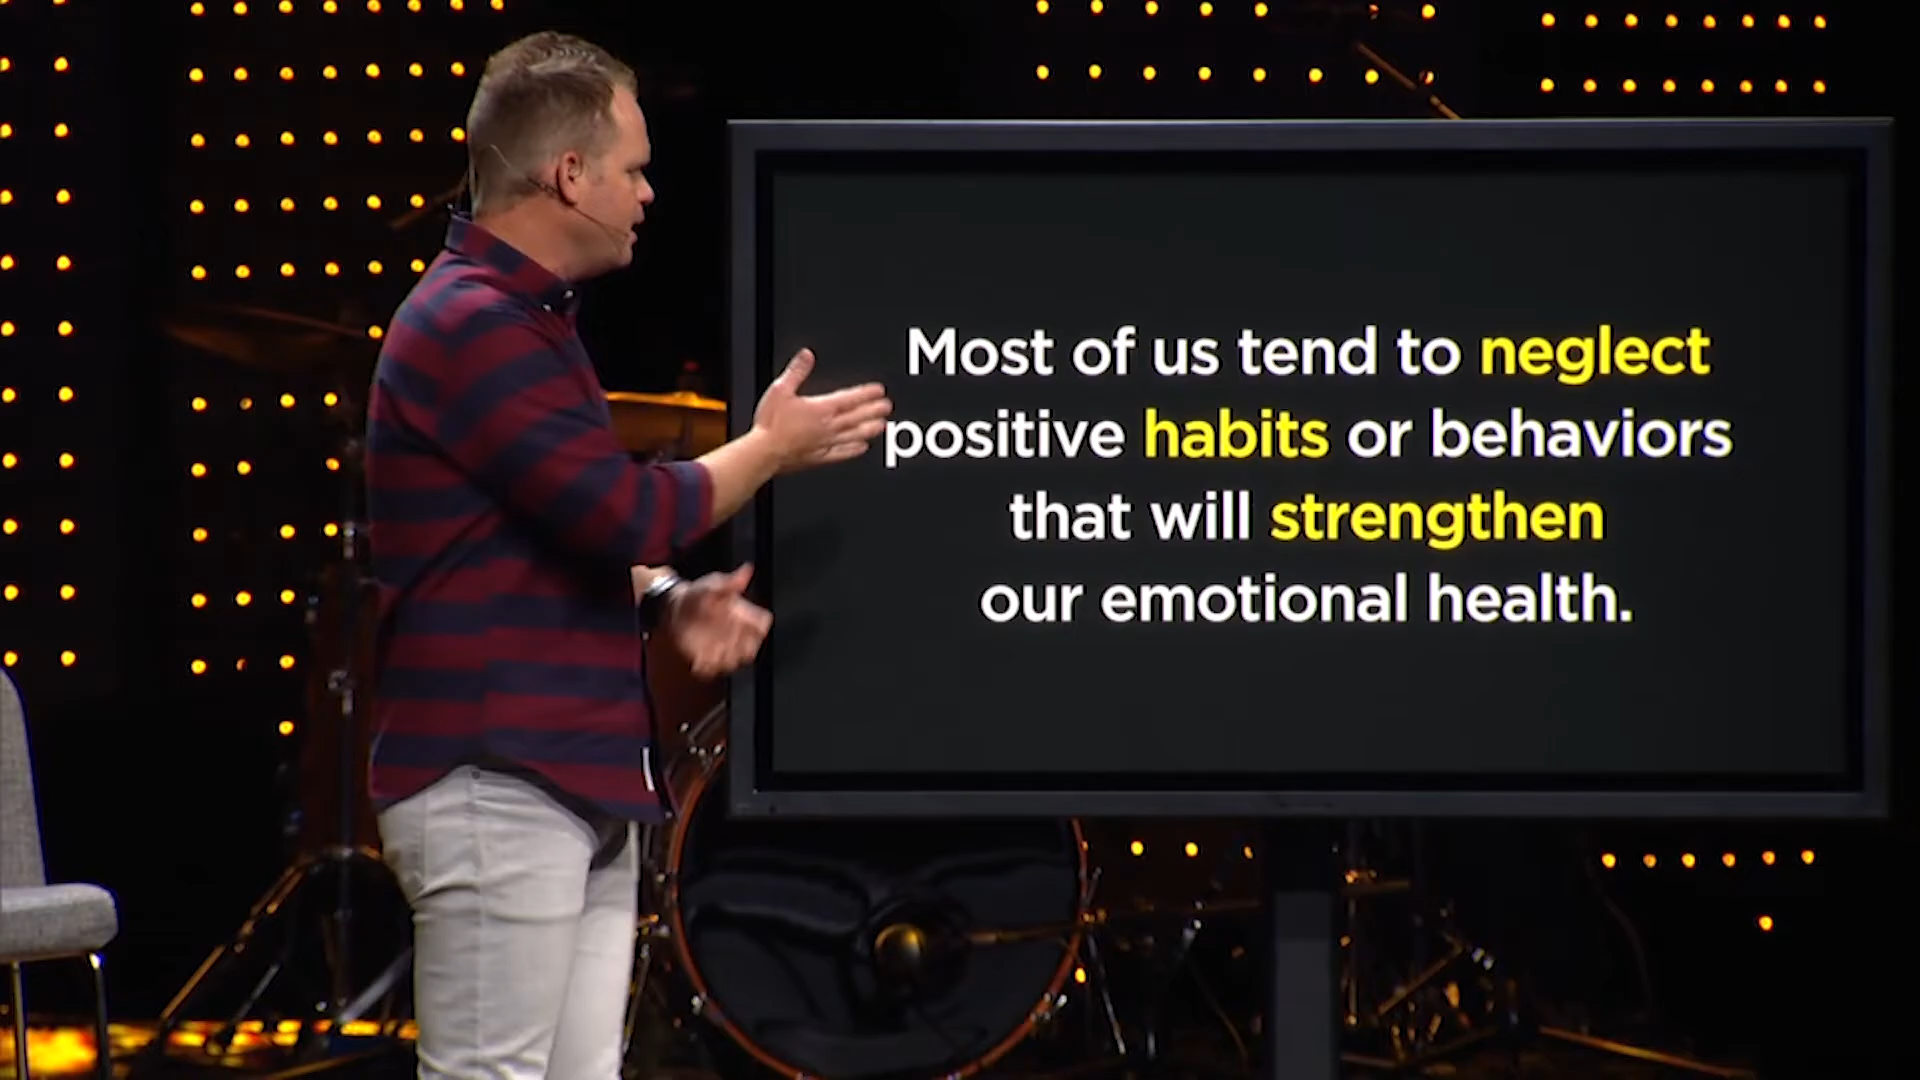 Most of us tend to neglect
positive habits or behaviors
that will strengthen
our emotional health.